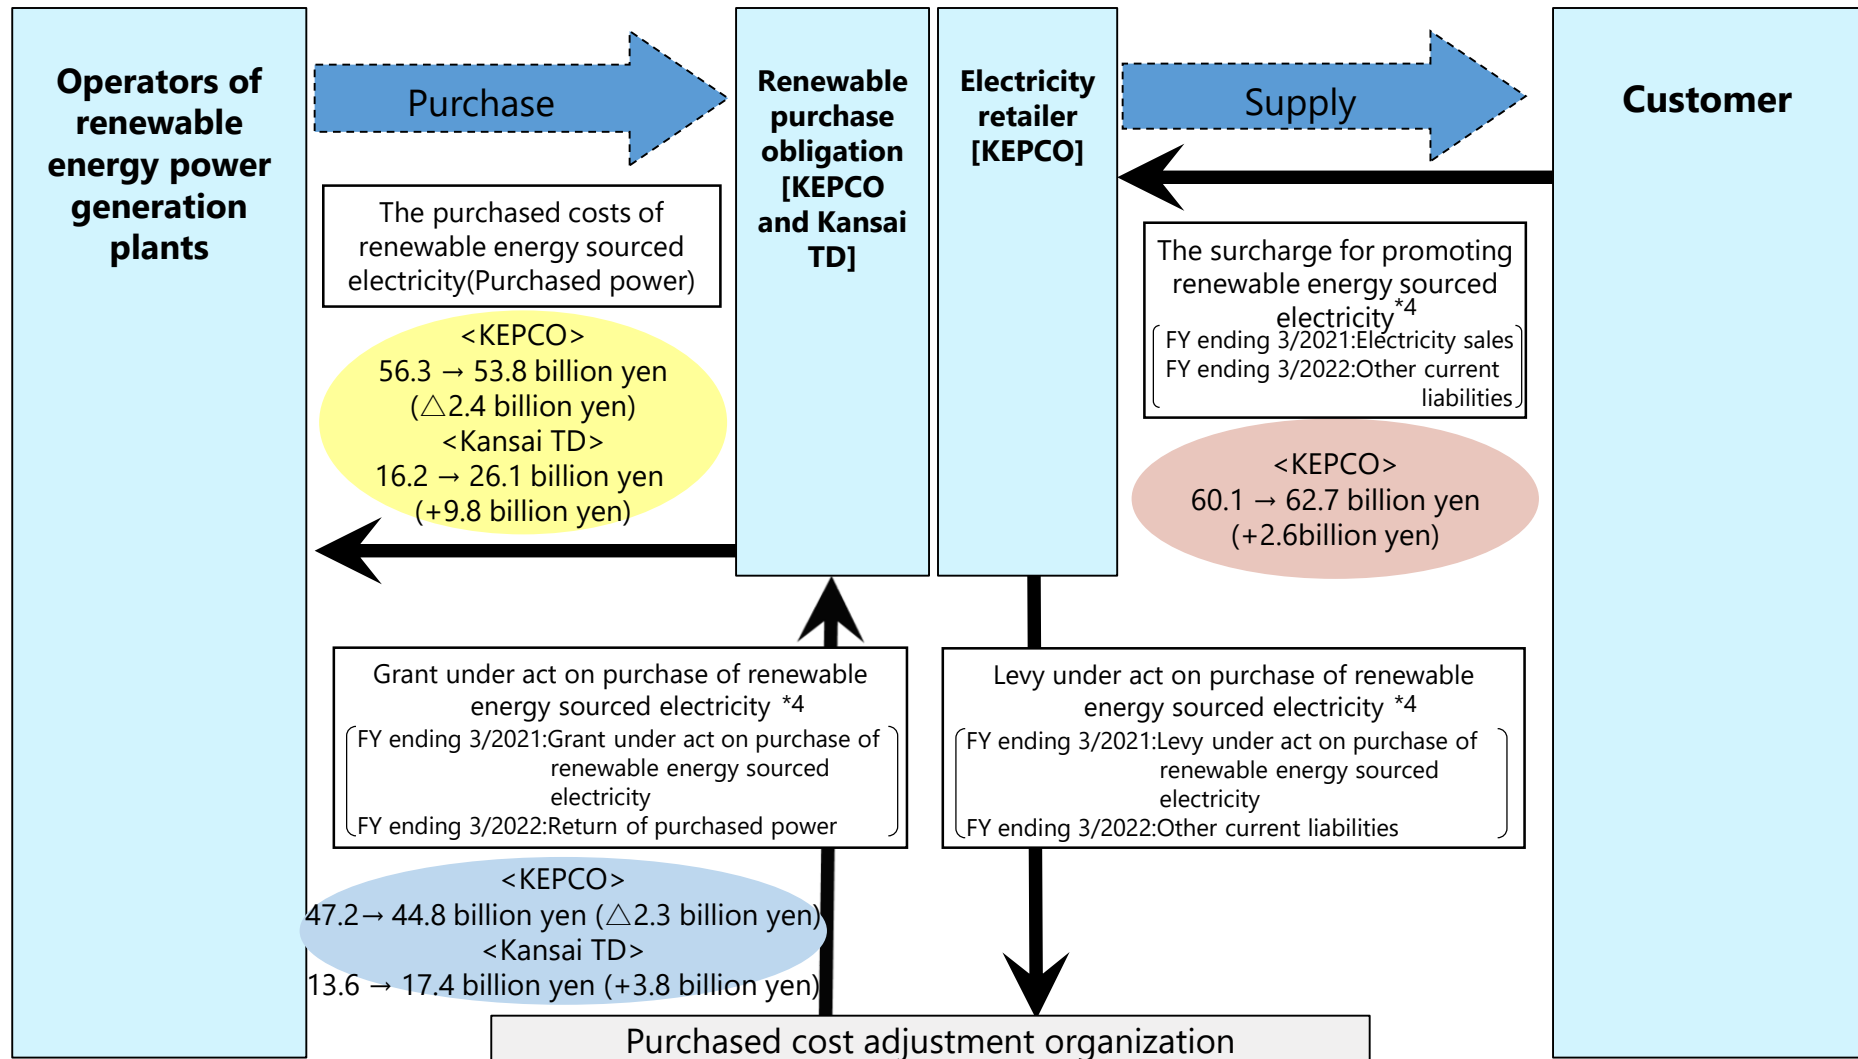 Operators of
renewable
energy power
generation
plants
Purchase
The purchased costs of
renewable energy sourced
electricity(Purchased power)
<KEPCO>
56.3 → 53.8 billion yen
(△2.4 billion yen)
<Kansai TD>
16.2 → 26.1 billion yen
(+9.8 billion yen)
Renewable
purchase
obligation
[KEPCO
and Kansai
TD]
Electricity
retailer
[KEPCO]
Supply
The surcharge for promoting
renewable energy sourced
electricity*4
FY ending 3/2021:Electricity sales
FY ending 3/2022:Other current
liabilities
<KEPCO>
60.1 → 62.7 billion yen
(+2.6billion yen)
Customer
Grant under act on purchase of renewable
energy sourced electricity *4
FY ending 3/2021:Grant under act on purchase of
renewable energy sourced
electricity
FY ending 3/2022:Return of purchased power
<KEPCO>
47.2→ 44.8 billion yen (△2.3 billion yen)
<Kansai TD>
13.6 → 17.4 billion yen (+3.8 billion yen)
Levy under act on purchase of renewable
energy sourced electricity *4
FY ending 3/2021:Levy under act on purchase of
renewable energy sourced
electricity
FY ending 3/2022:Other current liabilities
Purchased cost adjustment organization